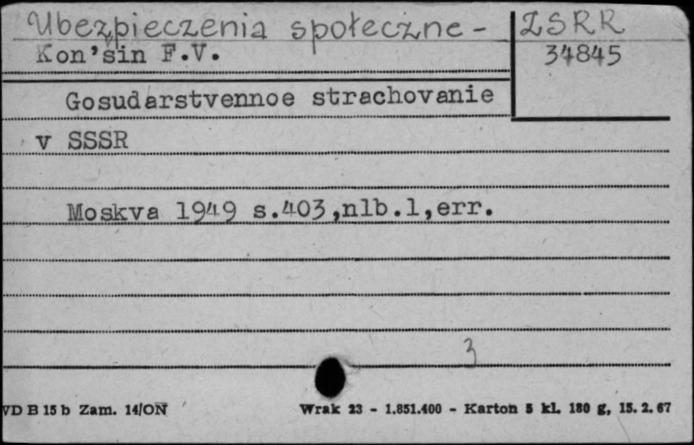 Ubezpieczenia społeczne - ZSRR
Kon'sin F.V.
34845
Gosudarstvennoe strachovanie
v SSSR
Moskva 1949 s.403,nlb.1,err.
3
VD B 15 b Zam. 14/ON
Wrak 23 - 1.851.400 - Karton 5 kl. 180 g, 15. 2. 67